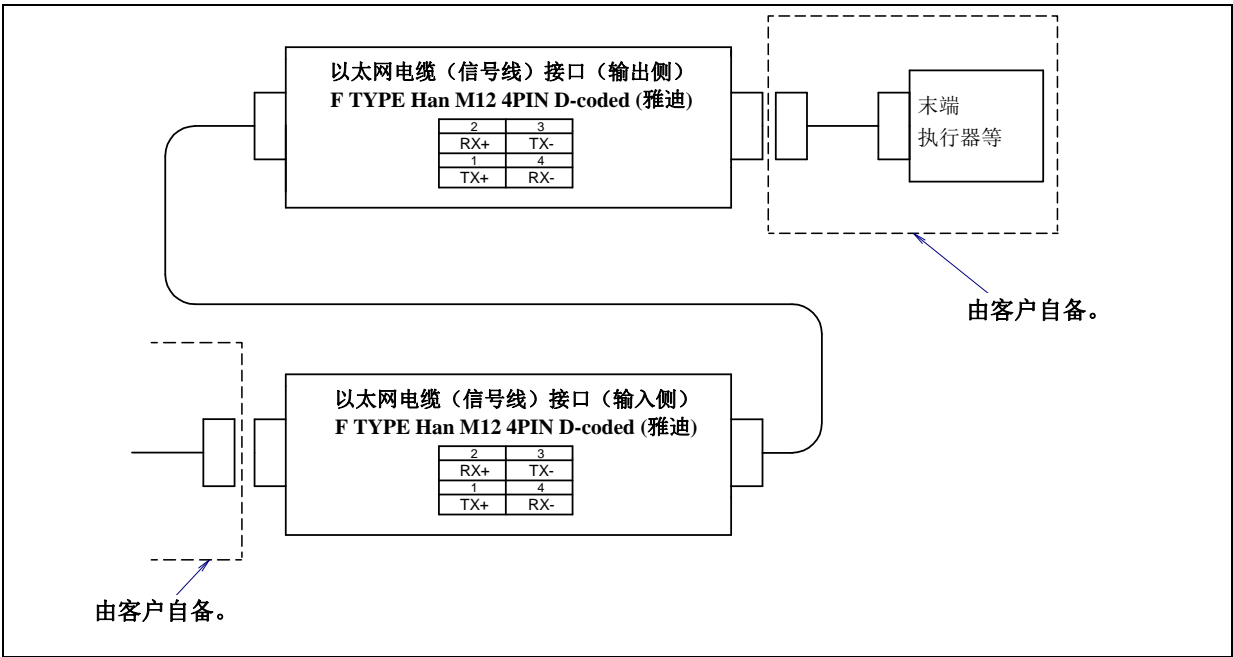 以太网电缆（信号线）接口（输出侧）
F TYPE Han M12 4PIN D-coded (雅迪)
2 3
RX+ TX-
1 4
TX+ RX-
末端
执行器等
由客户自备。
以太网电缆（信号线）接口（输入侧）
F TYPE Han M12 4PIN D-coded (雅迪)
2 3
RX+ TX-
1 4
TX+ RX-
由客户自备。